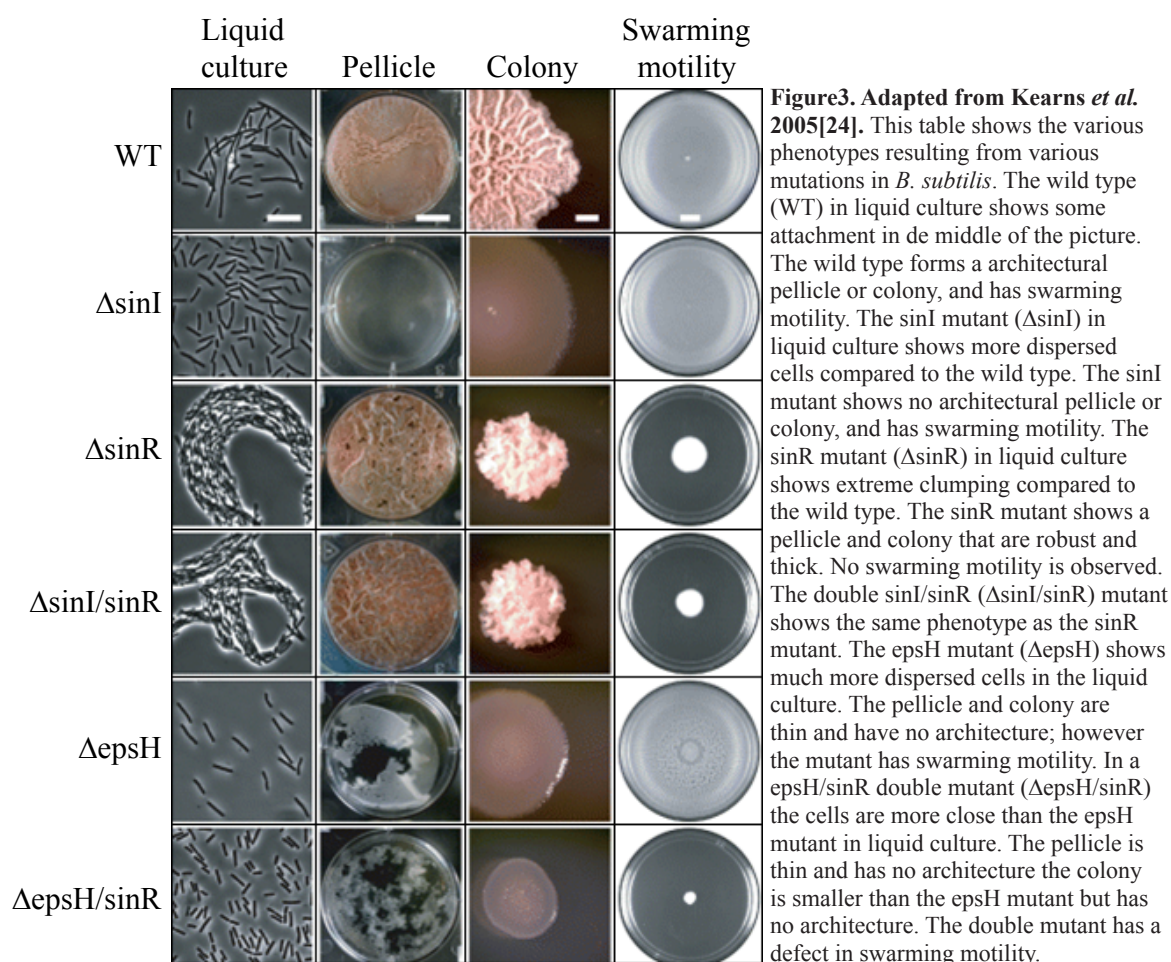 Liquid culture
Pellicle
Colony
Swarming motility
WT
ΔsinI
ΔsinR
ΔsinI/sinR
ΔepsH
ΔepsH/sinR
Figure3. Adapted from Kearns et al.
2005[24]. This table shows the various
phenotypes resulting from various
mutations in B. subtilis. The wild type
(WT) in liquid culture shows some
attachment in de middle of the picture.
The wild type forms a architectural
pellicle or colony, and has swarming
motility. The sinI mutant (ΔsinI) in
liquid culture shows more dispersed
cells compared to the wild type. The sinI
mutant shows no architectural pellicle or
colony, and has swarming motility. The
sinR mutant (ΔsinR) in liquid culture
shows extreme clumping compared to
the wild type. The sinR mutant shows a
pellicle and colony that are robust and
thick. No swarming motility is observed.
The double sinI/sinR (ΔsinI/sinR) mutant
shows the same phenotype as the sinR
mutant. The epsH mutant (ΔepsH) shows
much more dispersed cells in the liquid
culture. The pellicle and colony are
thin and have no architecture; however
the mutant has swarming motility. In a
epsH/sinR double mutant (ΔepsH/sinR)
the cells are more close than the epsH
mutant in liquid culture. The pellicle is
thin and has no architecture the colony
is smaller than the epsH mutant but has
no architecture. The double mutant has a
defect in swarming motility.